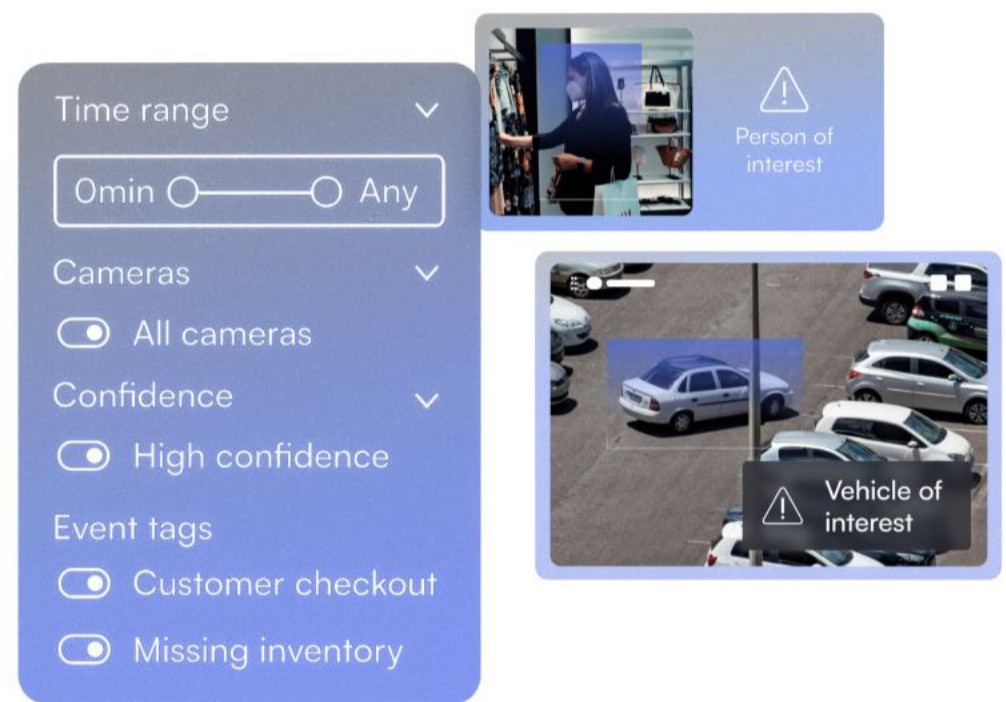 Time range
0min Any
Cameras
All cameras
Confidence
High confidence
Event tags
Customer checkout
Missing inventory
Person of
interest
Vehicle of
interest